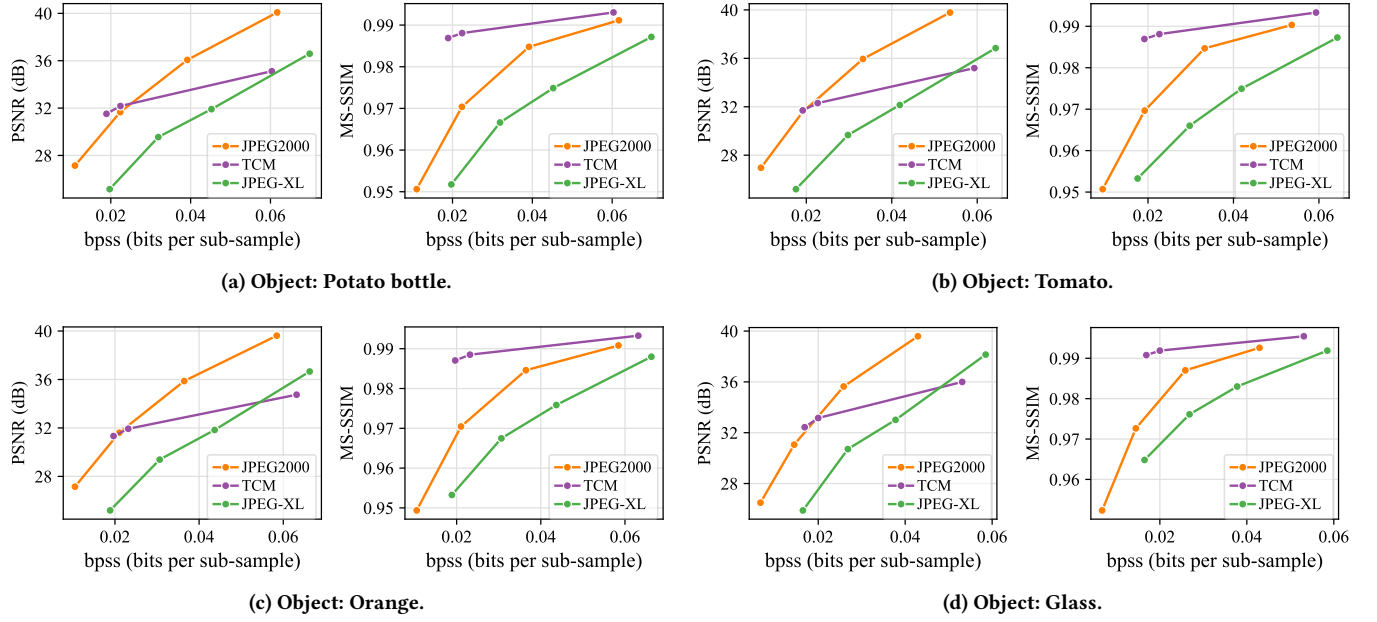 PSNR (dB)
40
36
32
28
0.02
0.04
0.06
bpss (bits per sub-sample)
JPEG2000
TCM
JPEG-XL
MS-SSIM
0.99
0.98
0.97
0.96
0.95
0.02
0.04
0.06
bpss (bits per sub-sample)
JPEG2000
TCM
JPEG-XL
(a) Object: Potato bottle.
PSNR (dB)
40
36
32
28
0.02
0.04
0.06
bpss (bits per sub-sample)
JPEG2000
TCM
JPEG-XL
MS-SSIM
0.99
0.98
0.97
0.96
0.95
0.02
0.04
0.06
bpss (bits per sub-sample)
JPEG2000
TCM
JPEG-XL
(b) Object: Tomato.
PSNR (dB)
40
36
32
28
0.02
0.04
0.06
bpss (bits per sub-sample)
JPEG2000
TCM
JPEG-XL
MS-SSIM
0.99
0.98
0.97
0.96
0.95
0.02
0.04
0.06
bpss (bits per sub-sample)
JPEG2000
TCM
JPEG-XL
(c) Object: Orange.
PSNR (dB)
40
36
32
28
0.02
0.04
0.06
bpss (bits per sub-sample)
JPEG2000
TCM
JPEG-XL
MS-SSIM
0.99
0.98
0.97
0.96
0.02
0.04
0.06
bpss (bits per sub-sample)
JPEG2000
TCM
JPEG-XL
(d) Object: Glass.